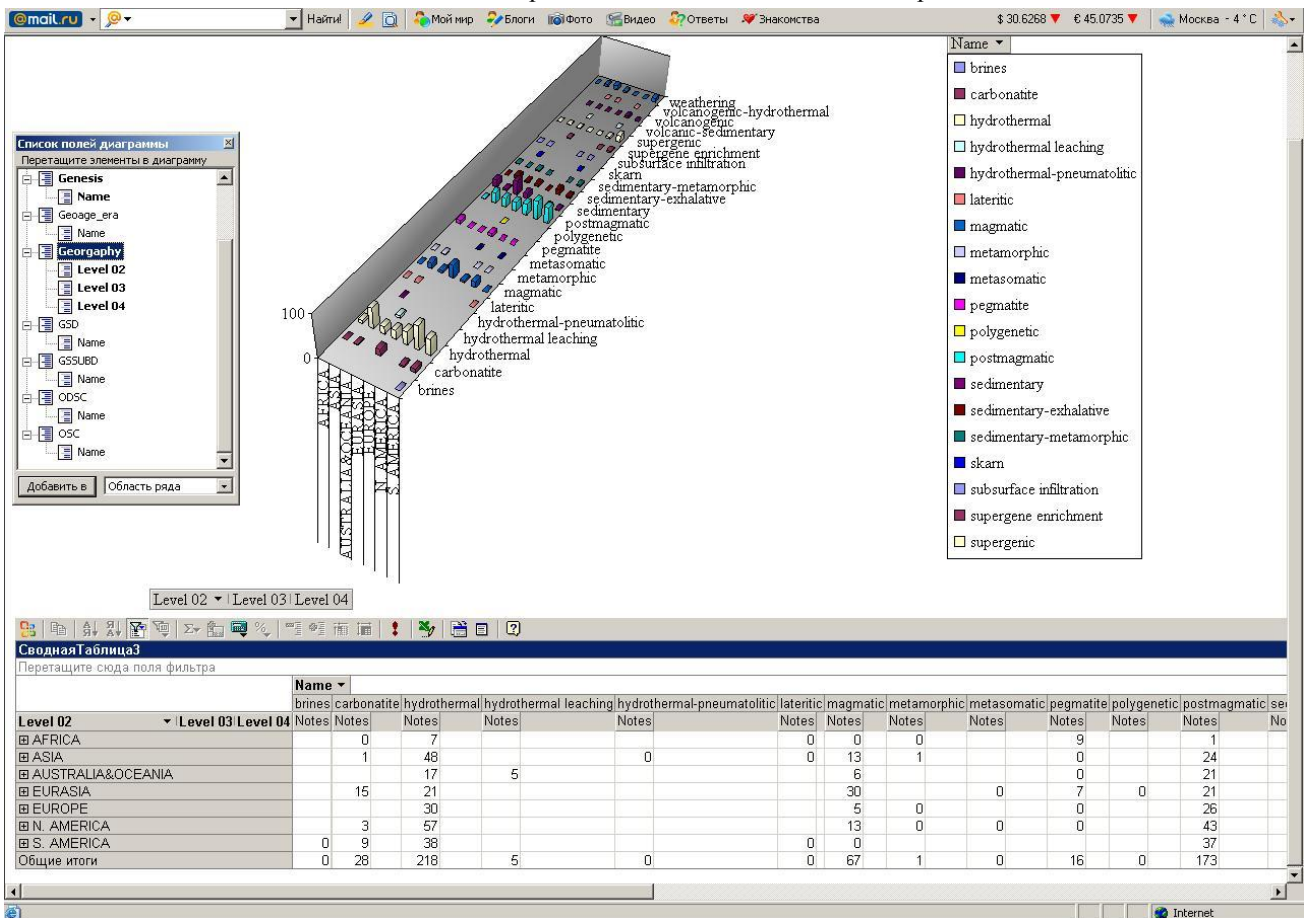 @mail.ru Найти! Мой мир Блоги Фото Видео Ответы Знакомства $ 30.6268 € 45.0735 Москва - 4 °C
Name
brines
carbonatite
hydrothermal
hydrothermal leaching
hydrothermal-pneumatolitic
lateritic
magmatic
metamorphic
metasomatic
pegmatite
polygenetic
postmagmatic
sedimentary
sedimentary-exhalative
sedimentary-metamorphic
skarn
subsurface infiltration
supergene enrichment
supergenic
Список полей диаграммы
Перетащите элементы в диаграмму
Genesis
Name
Geoage_era
Name
Georgaphy
Level 02
Level 03
Level 04
GSD
Name
GSSUBD
Name
ODSC
Name
OSC
Name
Добавить в Область ряда
weathering
volcanogenic-hydrothermal
volcanogenic
volcanic-sedimentary
supergenic
supergene enrichment
subsurface infiltration
skarn
sedimentary-metamorphic
sedimentary-exhalative
sedimentary
postmagmatic
polygenetic
pegmatite
metasomatic
metamorphic
magmatic
lateritic
hydrothermal-pneumatolitic
hydrothermal leaching
hydrothermal
carbonatite
brines
100
0
AFRICA
ASIA
AUSTRALIA&OCEANIA
EURASIA
EUROPE
N. AMERICA
S. AMERICA
Level 02 Level 03 Level 04
СводнаяТаблица3
Перетащите сюда поля фильтра
Name
brines carbonatite hydrothermal hydrothermal leaching hydrothermal-pneumatolitic lateritic magmatic metamorphic metasomatic pegmatite polygenetic postmagmatic sec
Level 02 Level 03 Level 04 Notes Notes Notes Notes Notes Notes Notes Notes Notes Notes Notes Notes No
AFRICA 0 7 0 0 0 9 1
ASIA 1 48 0 0 13 1 0 24
AUSTRALIA&OCEANIA 17 5 6 0 21
EURASIA 15 21 30 0 7 0 21
EUROPE 30 5 0 0 26
N. AMERICA 3 57 13 0 0 0 43
S. AMERICA 0 9 38 0 0 37
Общие итоги 0 28 218 5 0 0 67 1 0 16 0 173
Internet